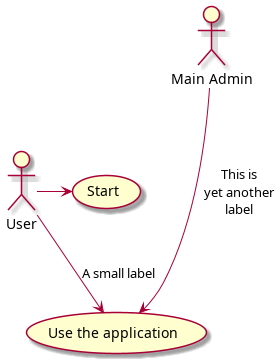 Main Admin
This is
yet another
label
Start
User
A small label
Use the application